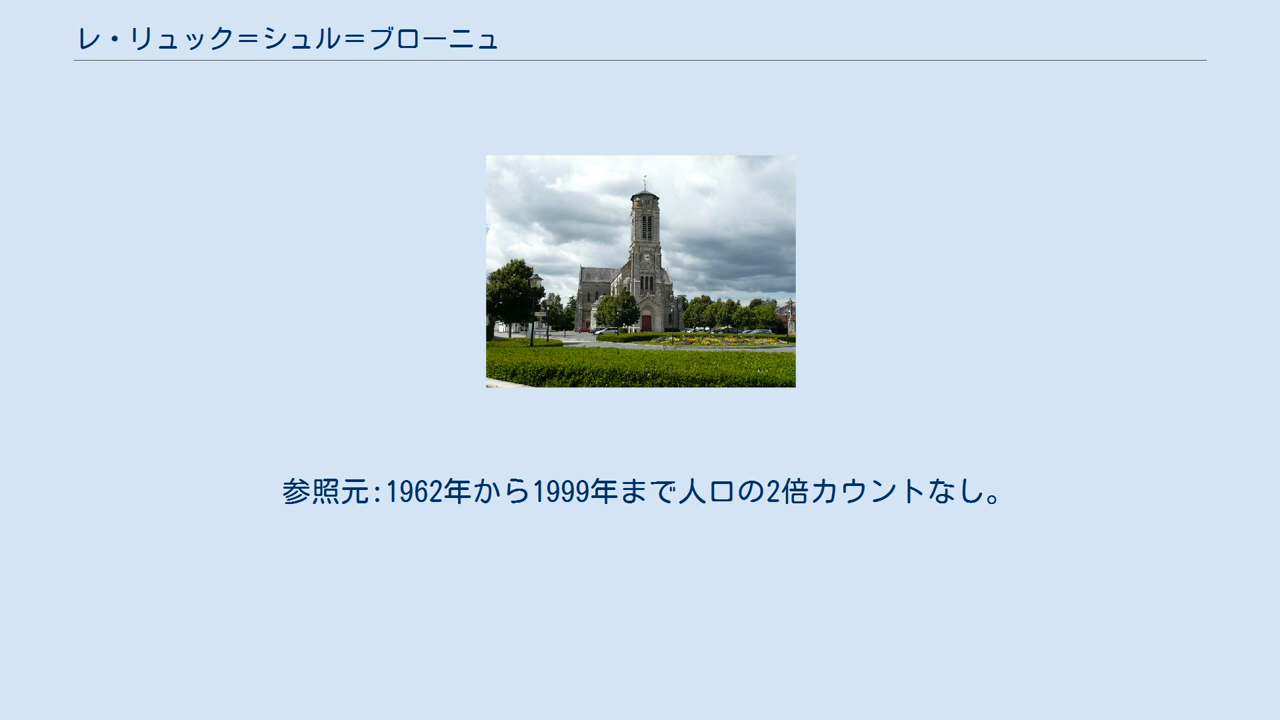 レ・リュック＝シュル＝ブローニュ
参照元:1962年から1999年まで人口の2倍カウントなし。